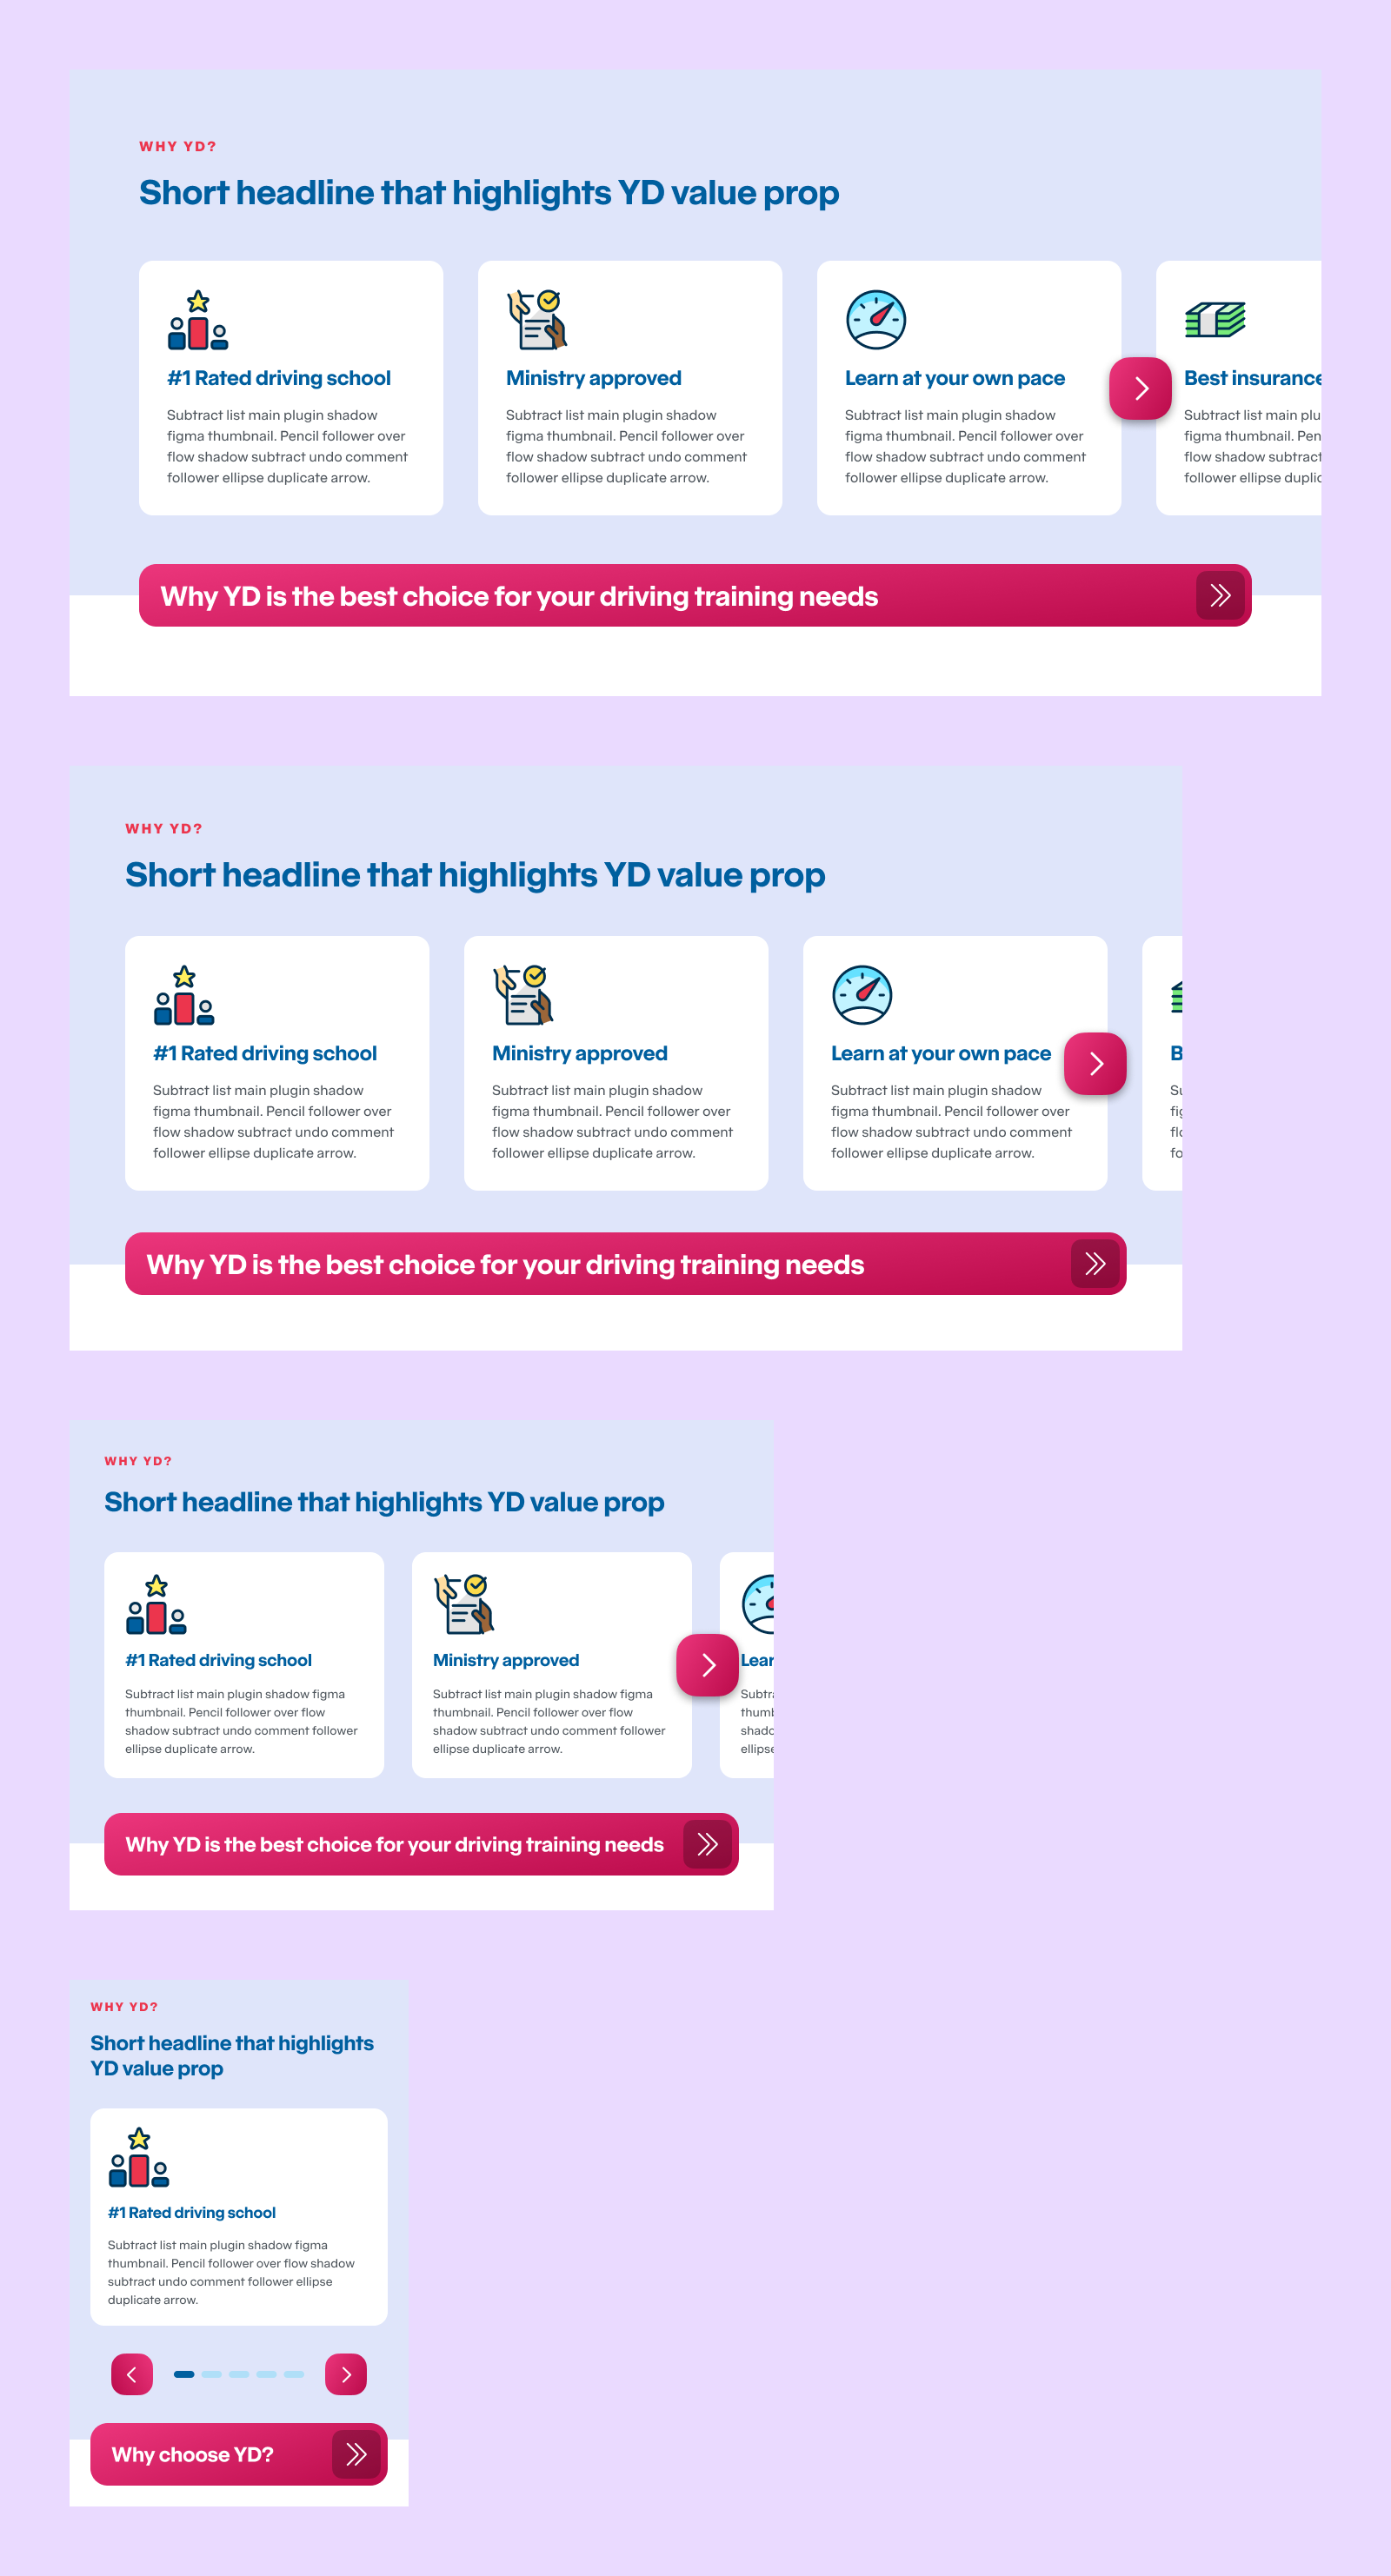 WHY YD?
Short headline that highlights YD value prop
#1 Rated driving school
Subtract list main plugin shadow
figma thumbnail. Pencil follower over
flow shadow subtract undo comment
follower ellipse duplicate arrow.
Ministry approved
Subtract list main plugin shadow
figma thumbnail. Pencil follower over
flow shadow subtract undo comment
follower ellipse duplicate arrow.
Learn at your own pace
Subtract list main plugin shadow
figma thumbnail. Pencil follower over
flow shadow subtract undo comment
follower ellipse duplicate arrow.
Best insurance
Subtract list main plu
figma thumbnail. Pen
flow shadow subtract
follower ellipse duplic
Why YD is the best choice for your driving training needs
WHY YD?
Short headline that highlights YD value prop
#1 Rated driving school
Subtract list main plugin shadow
figma thumbnail. Pencil follower over
flow shadow subtract undo comment
follower ellipse duplicate arrow.
Ministry approved
Subtract list main plugin shadow
figma thumbnail. Pencil follower over
flow shadow subtract undo comment
follower ellipse duplicate arrow.
Learn at your own pace
Subtract list main plugin shadow
figma thumbnail. Pencil follower over
flow shadow subtract undo comment
follower ellipse duplicate arrow.
B
Su
fig
flo
fo
Why YD is the best choice for your driving training needs
WHY YD?
Short headline that highlights YD value prop
#1 Rated driving school
Subtract list main plugin shadow figma
thumbnail. Pencil follower over flow
shadow subtract undo comment follower
ellipse duplicate arrow.
Ministry approved
Subtract list main plugin shadow figma
thumbnail. Pencil follower over flow
shadow subtract undo comment follower
ellipse duplicate arrow.
Lear
Subtra
thumb
shado
ellipse
Why YD is the best choice for your driving training needs
WHY YD?
Short headline that highlights
YD value prop
#1 Rated driving school
Subtract list main plugin shadow figma
thumbnail. Pencil follower over flow shadow
subtract undo comment follower ellipse
duplicate arrow.
Why choose YD?